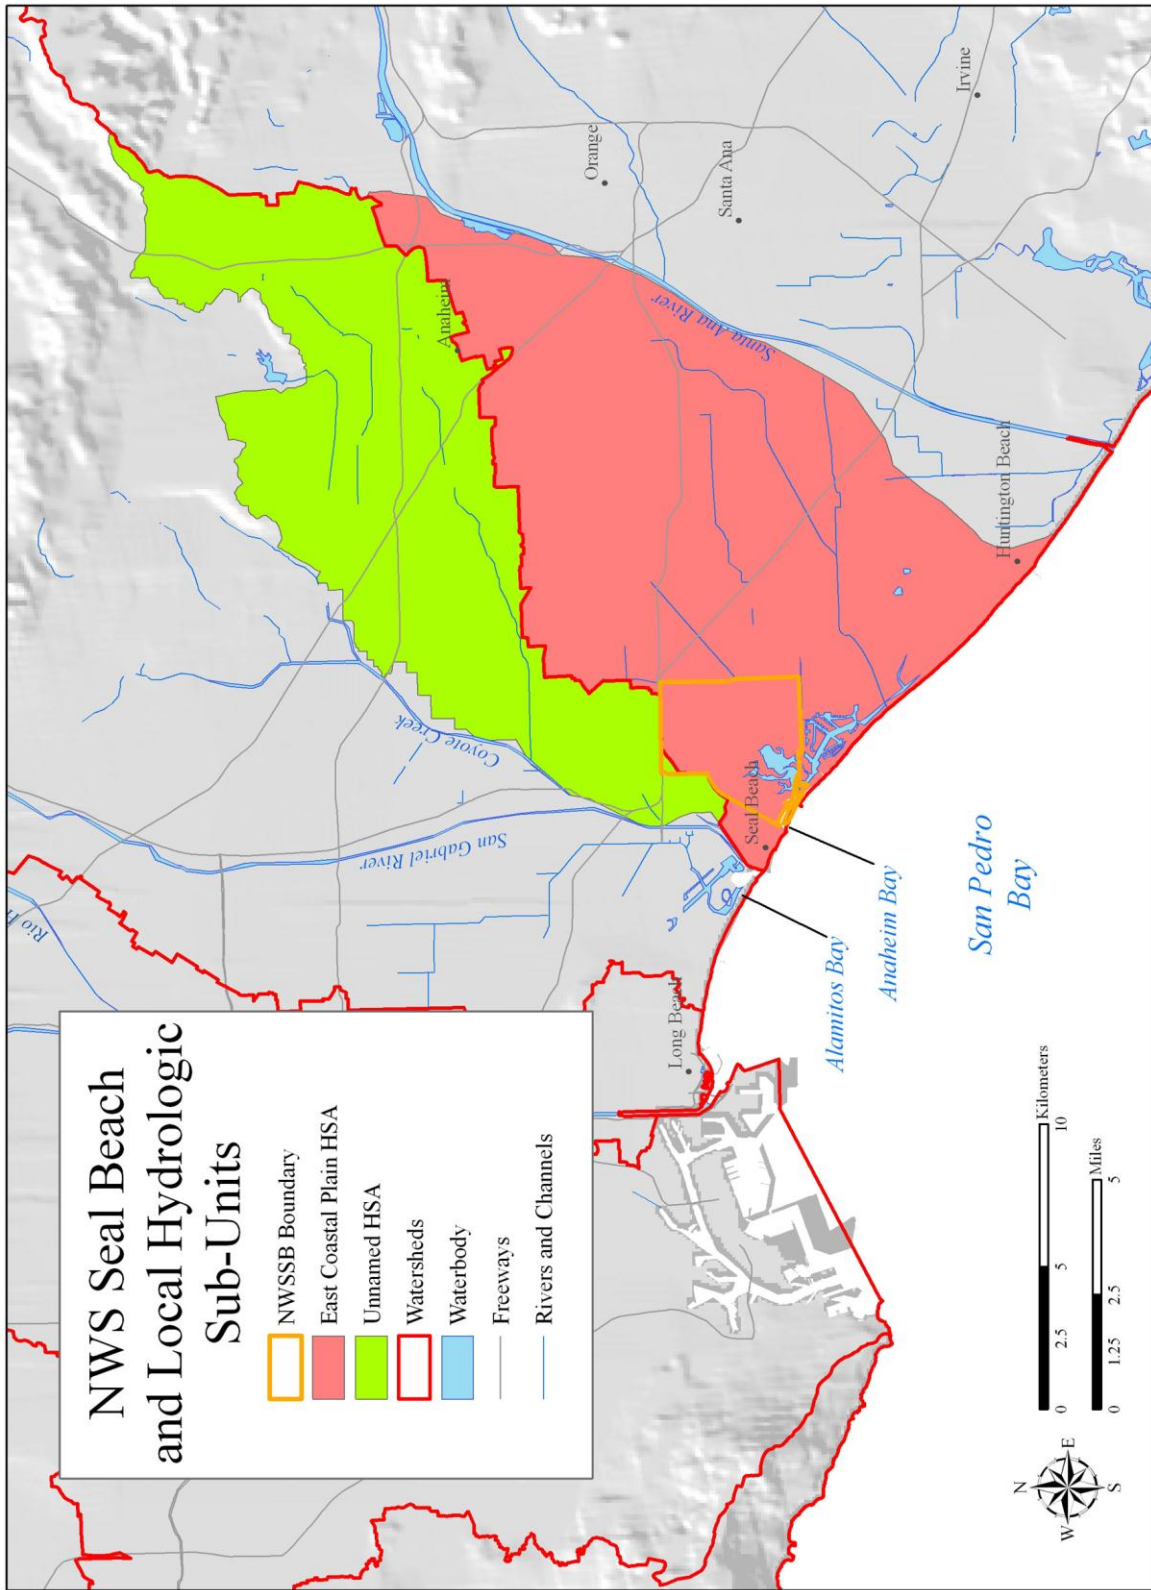 NWS Seal Beach
and Local Hydrologic
Sub-Units
NWSSB Boundary
East Coastal Plain HSA
Unnamed HSA
Watersheds
Waterbody
Freeways
Rivers and Channels
Rio H
San Gabriel River
Coyote Creek
Anaheim
Orange
Santa Ana
Irvine
Santa Ana River
Long Beach
Seal Beach
Huntington Beach
Alamitos Bay
Anaheim Bay
San Pedro
Bay
N
W
E
S
0
2.5
5
10
Kilometers
0
1.25
2.5
5
Miles